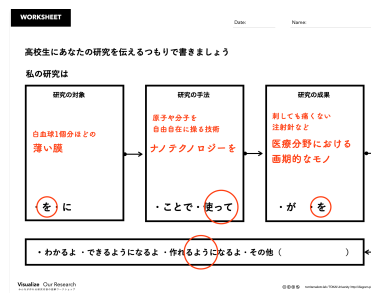 WORKSHEET
Date:
Name:
高校生にあなたの研究を伝えるつもりで書きましょう
私の研究は
研究の対象
白血球1個分ほどの
薄い膜
・を・に
研究の手法
原子や分子を
自由自在に操る技術
ナノテクノロジーを
・ことで・使って
研究の成果
刺しても痛くない
注射針など
医療分野における
画期的なモノ
・が・を
・わかるよ ・できるようになるよ ・作れるようになるよ ・その他（　　　）
Visualize Our Research